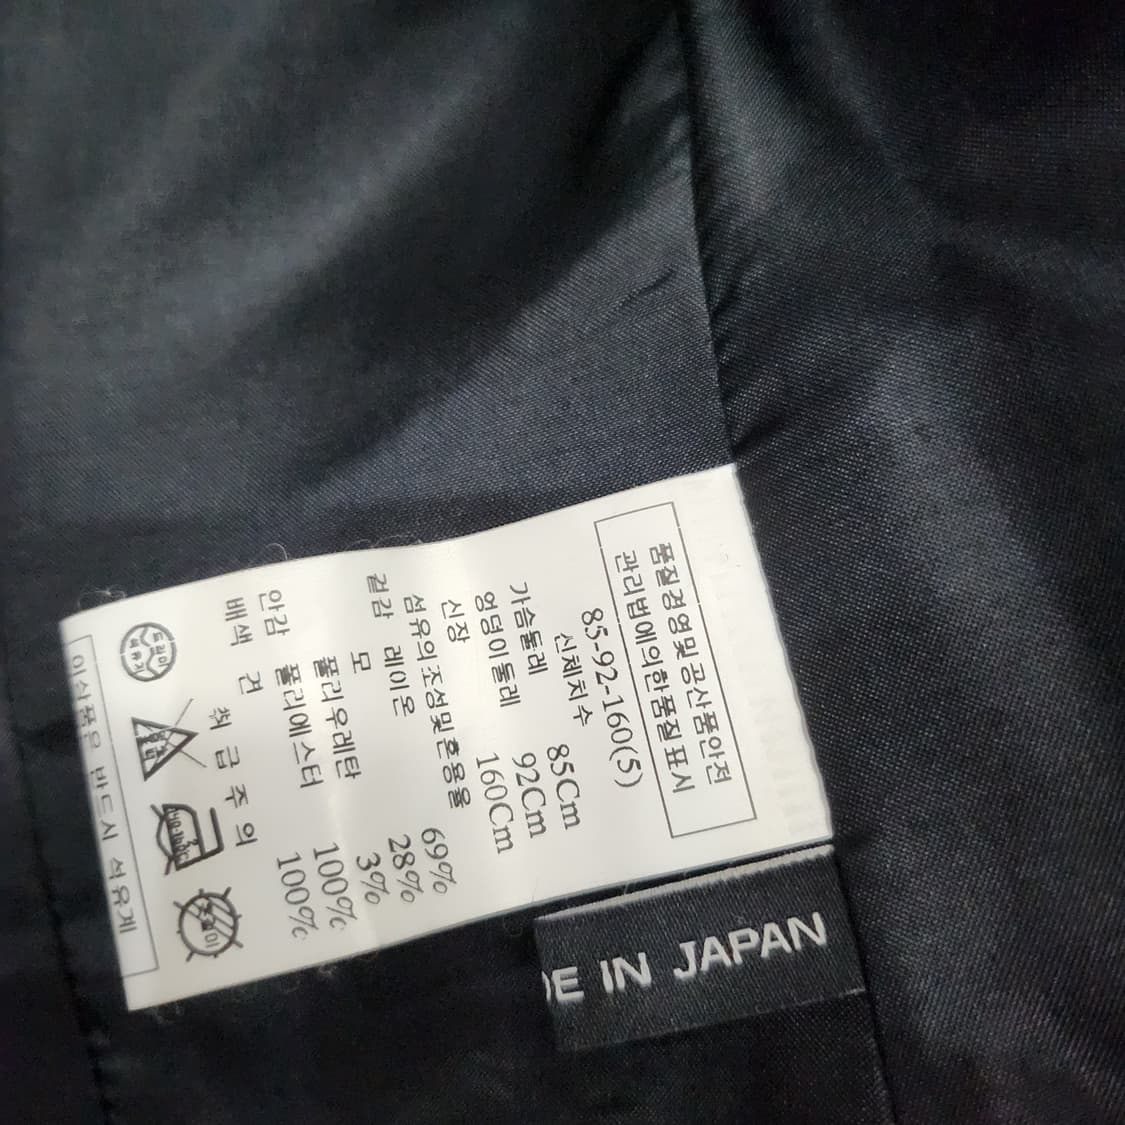 품질경영및 공산품안전
관리법에의한품질 표시
85-92-160(5)
신체치수
가슴둘레 85Cm
엉덩이둘레 92Cm
신장 160Cm
섬유의 조성및혼용율
겉감 레이온 69%
모 28%
폴리우레탄 3%
안감 폴리에스터 100%
배색 견 100%
취 급 주 의
드라이
이상품은 반드시 석유계
MADE IN JAPAN